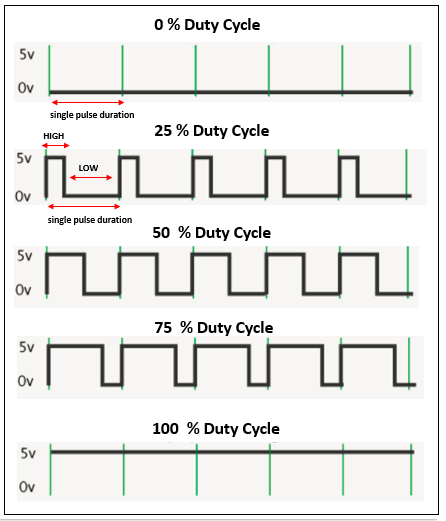 0 % Duty Cycle
5v
0v
single pulse duration
25 % Duty Cycle
HIGH
5v
LOW
0v
single pulse duration
50 % Duty Cycle
5v
0v
75 % Duty Cycle
5v
0v
100 % Duty Cycle
5v
0v